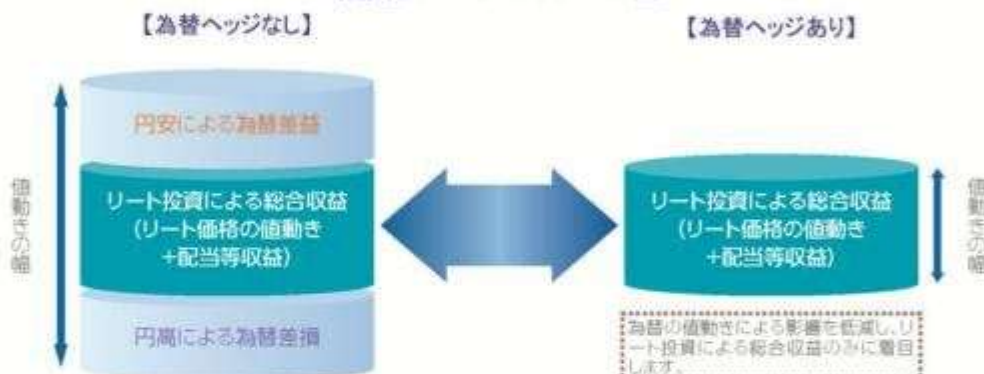 【為替ヘッジなし】
【為替ヘッジあり】
値動きの幅
円安による為替差益
リート投資による総合収益
(リート価格の値動き
+配当等収益)
円高による為替差損
リート投資による総合収益
(リート価格の値動き
+配当等収益)
値動きの幅
為替の値動きによる影響を低減し、リ
ート投資による総合収益のみに着目
します。